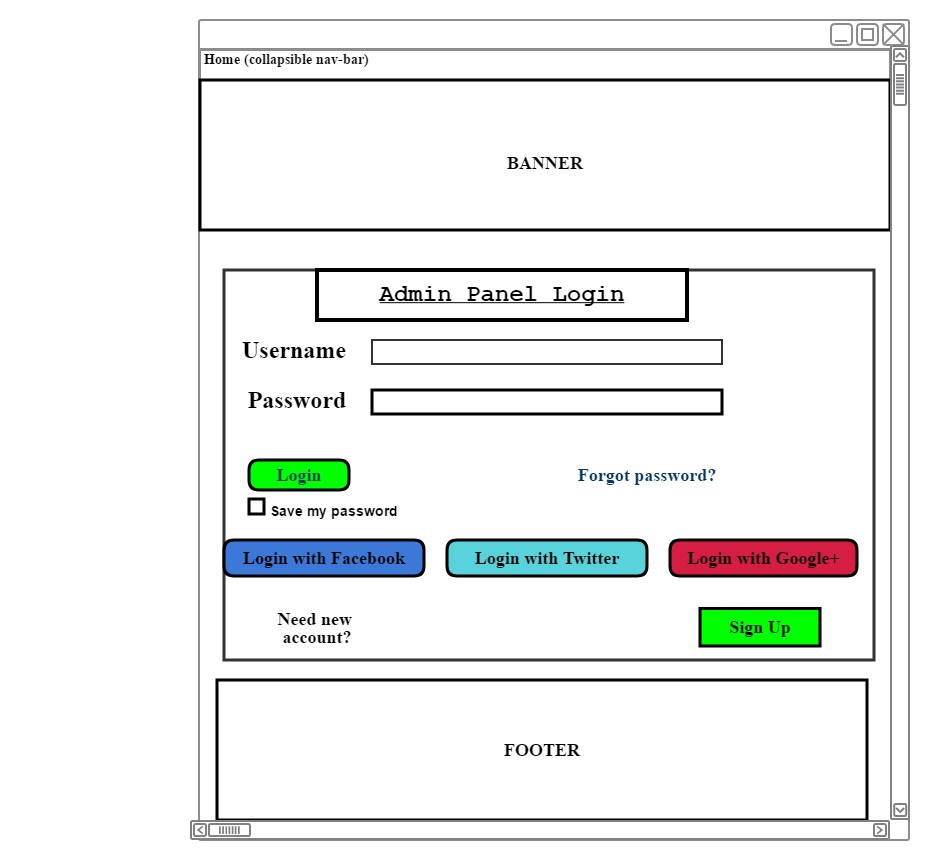 Home (collapsible nav-bar)
BANNER
Admin Panel Login
Username
Password
Login
Forgot password?
Save my password
Login with Facebook
Login with Twitter
Login with Google+
Need new
account?
Sign Up
FOOTER